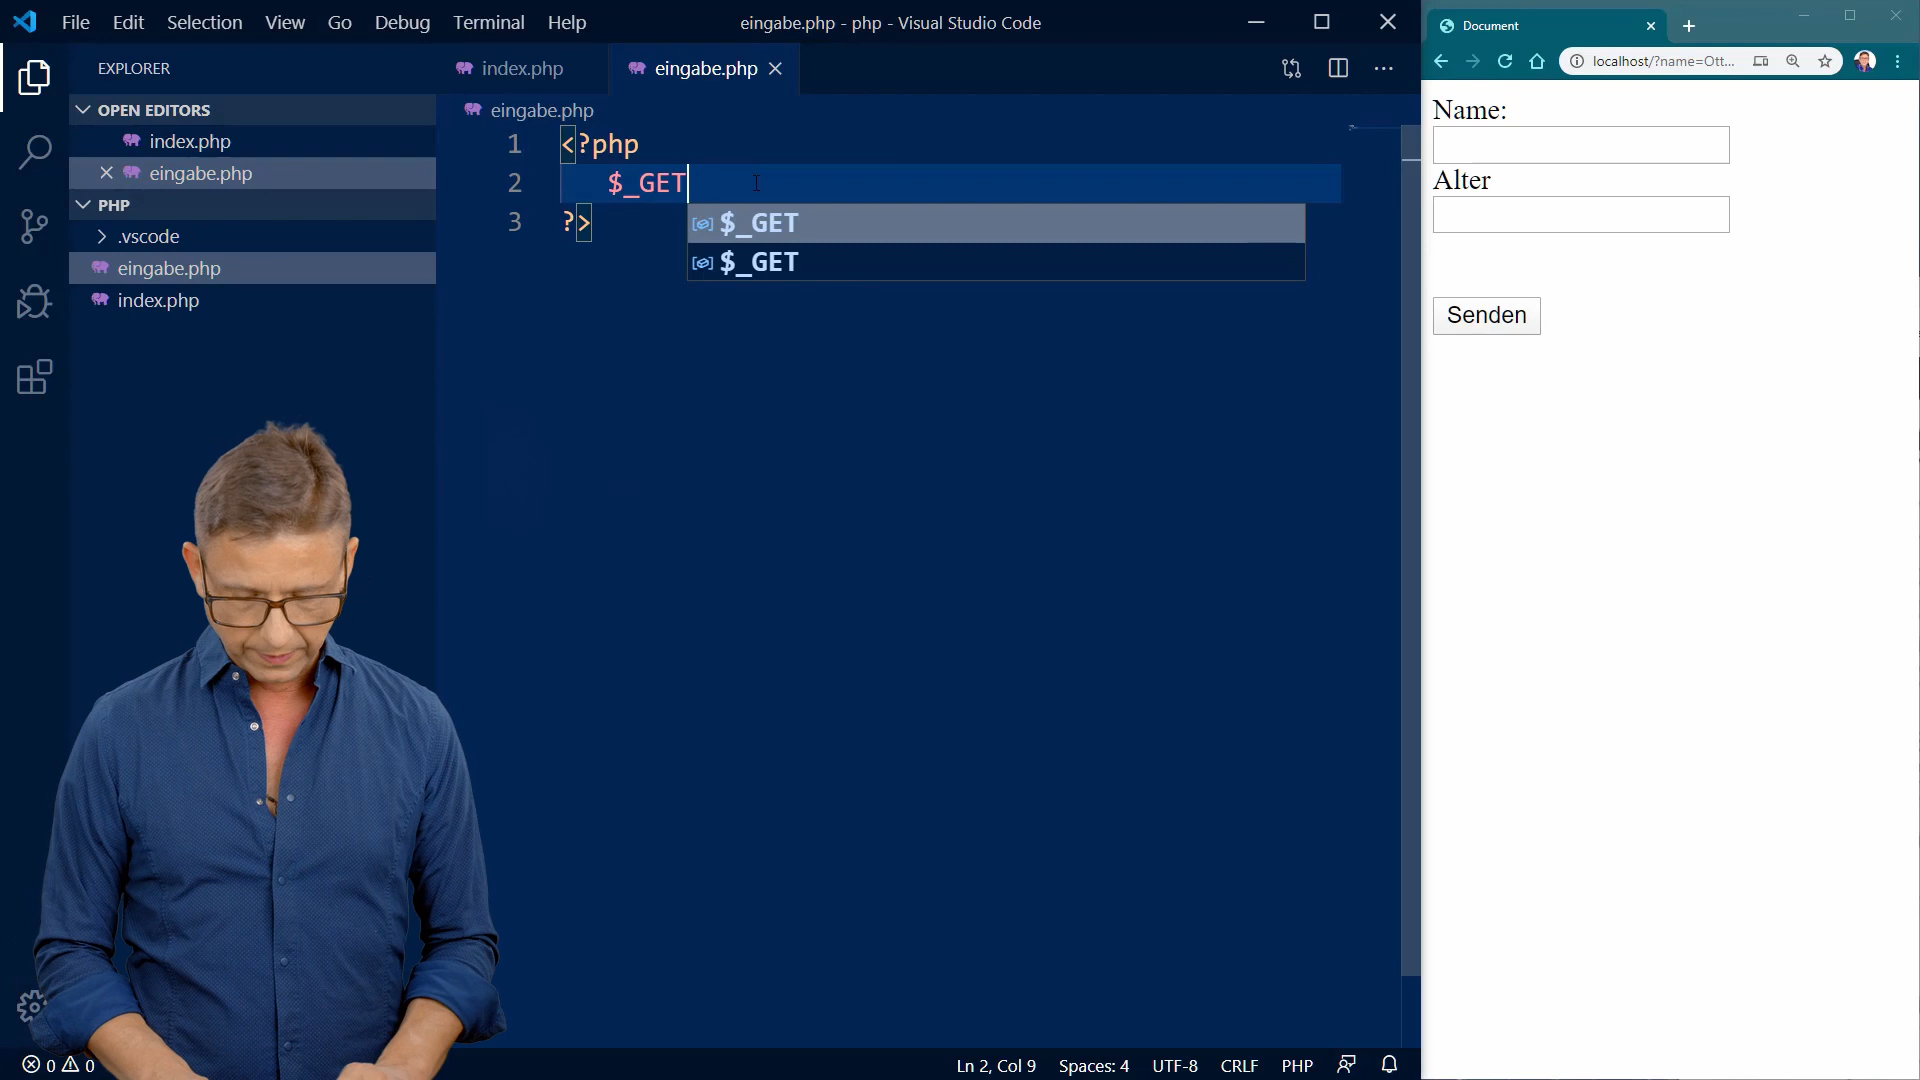 File Edit Selection View Go Debug Terminal Help
eingabe.php - php - Visual Studio Code
EXPLORER
OPEN EDITORS
index.php
eingabe.php
PHP
.vscode
eingabe.php
index.php
index.php
eingabe.php
eingabe.php
1 <?php
2 $_GET
3 ?>
$_GET
$_GET
0 0
Ln 2, Col 9 Spaces: 4 UTF-8 CRLF PHP
Document
localhost/?name=Ott...
Name:
Alter
Senden